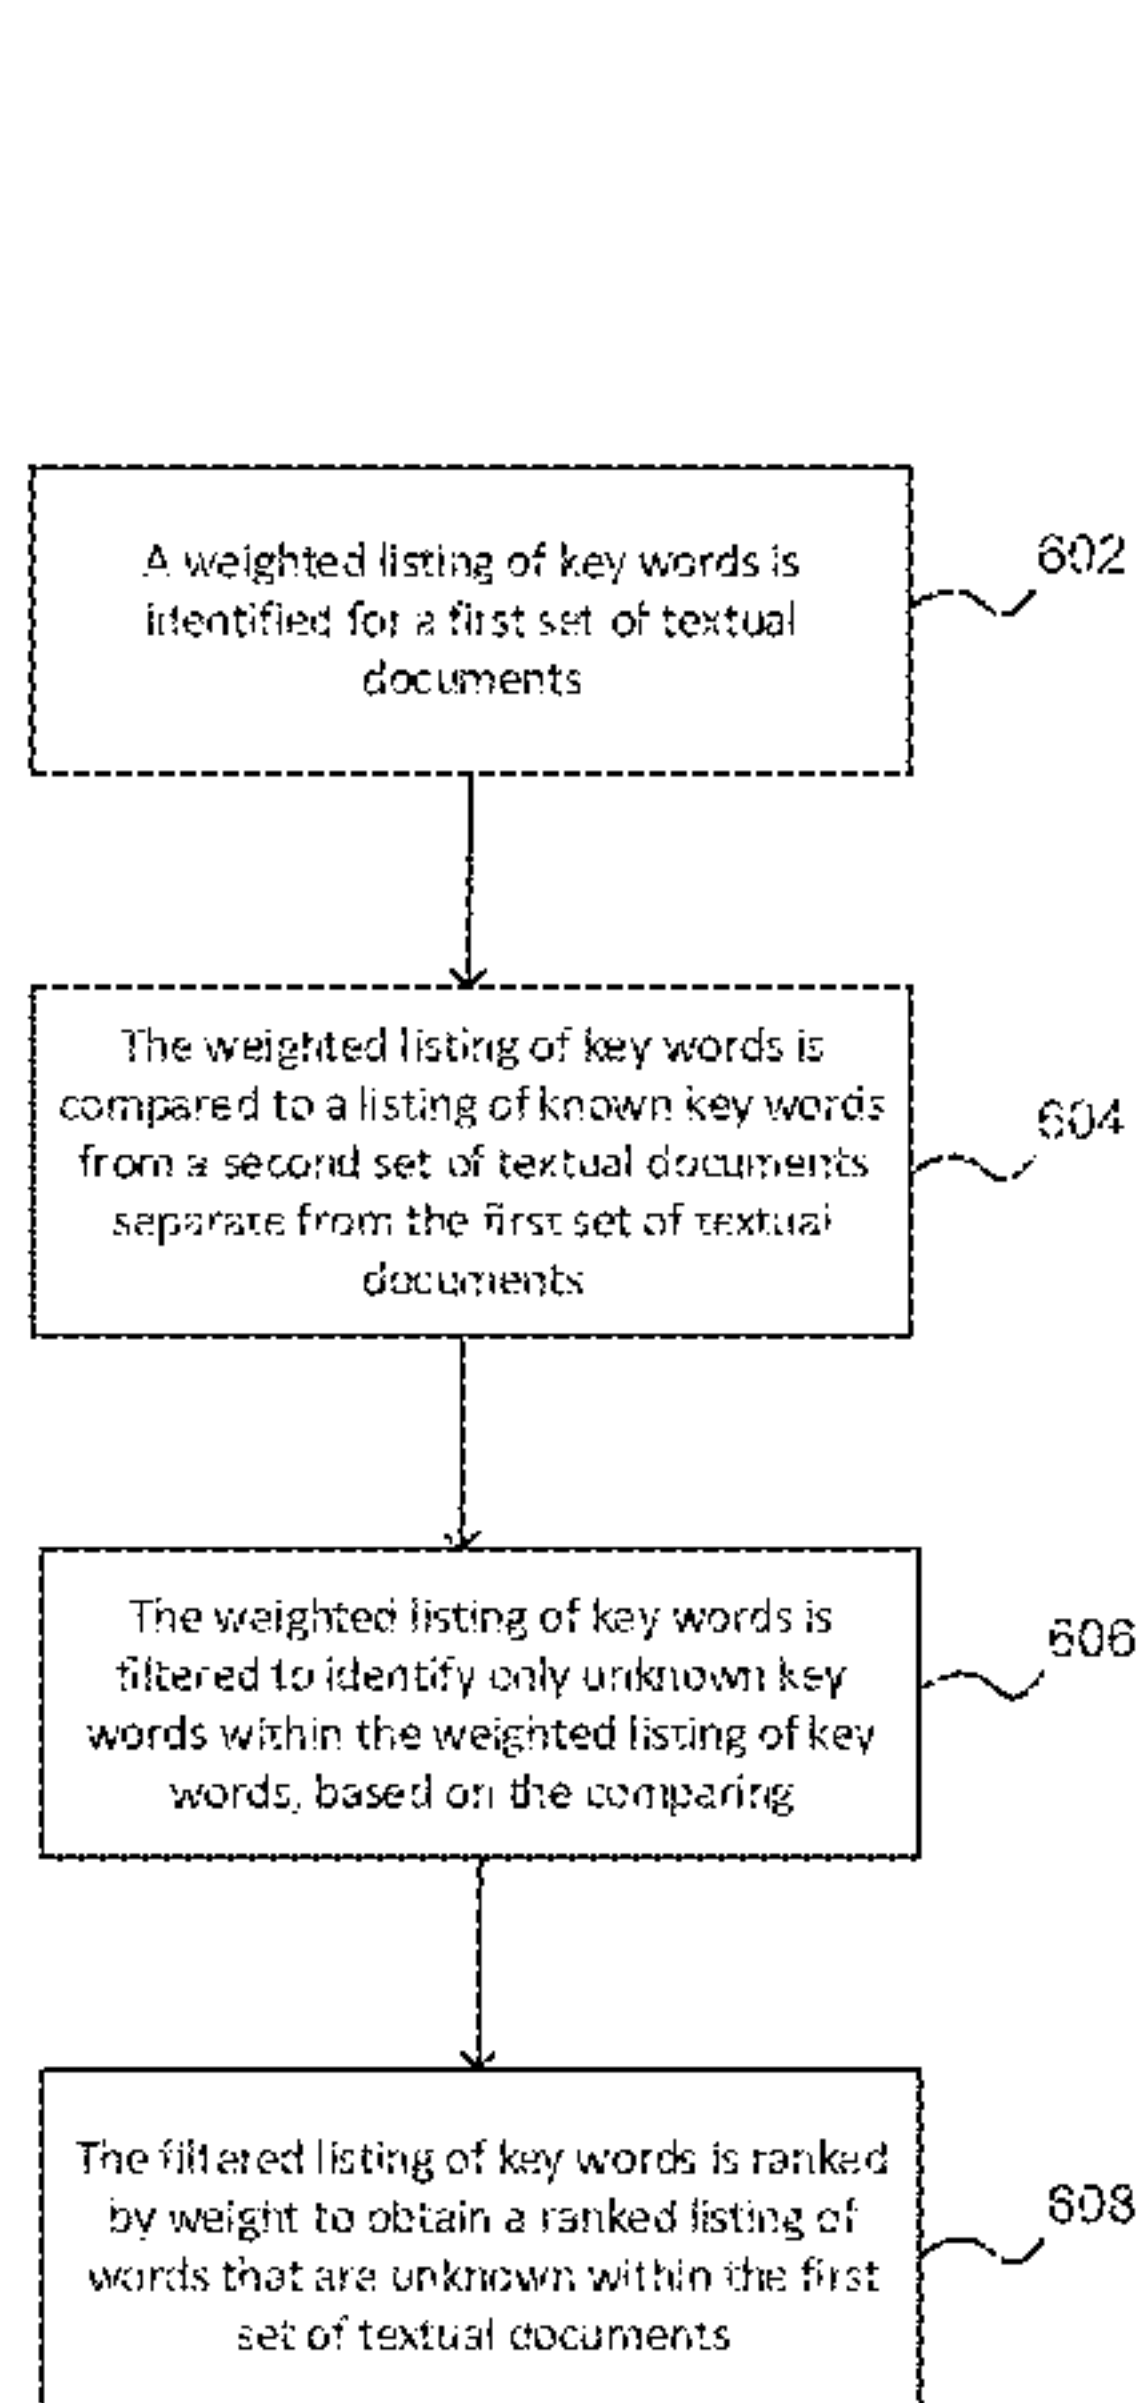 A weighted listing of key words is
identified for a first set of textual
documents
602
The weighted listing of key words is
compared to a listing of known key words
from a second set of textual documents
separate from the first set of textual
documents
604
The weighted listing of key words is
filtered to identify only unknown key
words within the weighted listing of key
words, based on the comparing
606
The filtered listing of key words is ranked
by weight to obtain a ranked listing of
words that are unknown within the first
set of textual documents
608